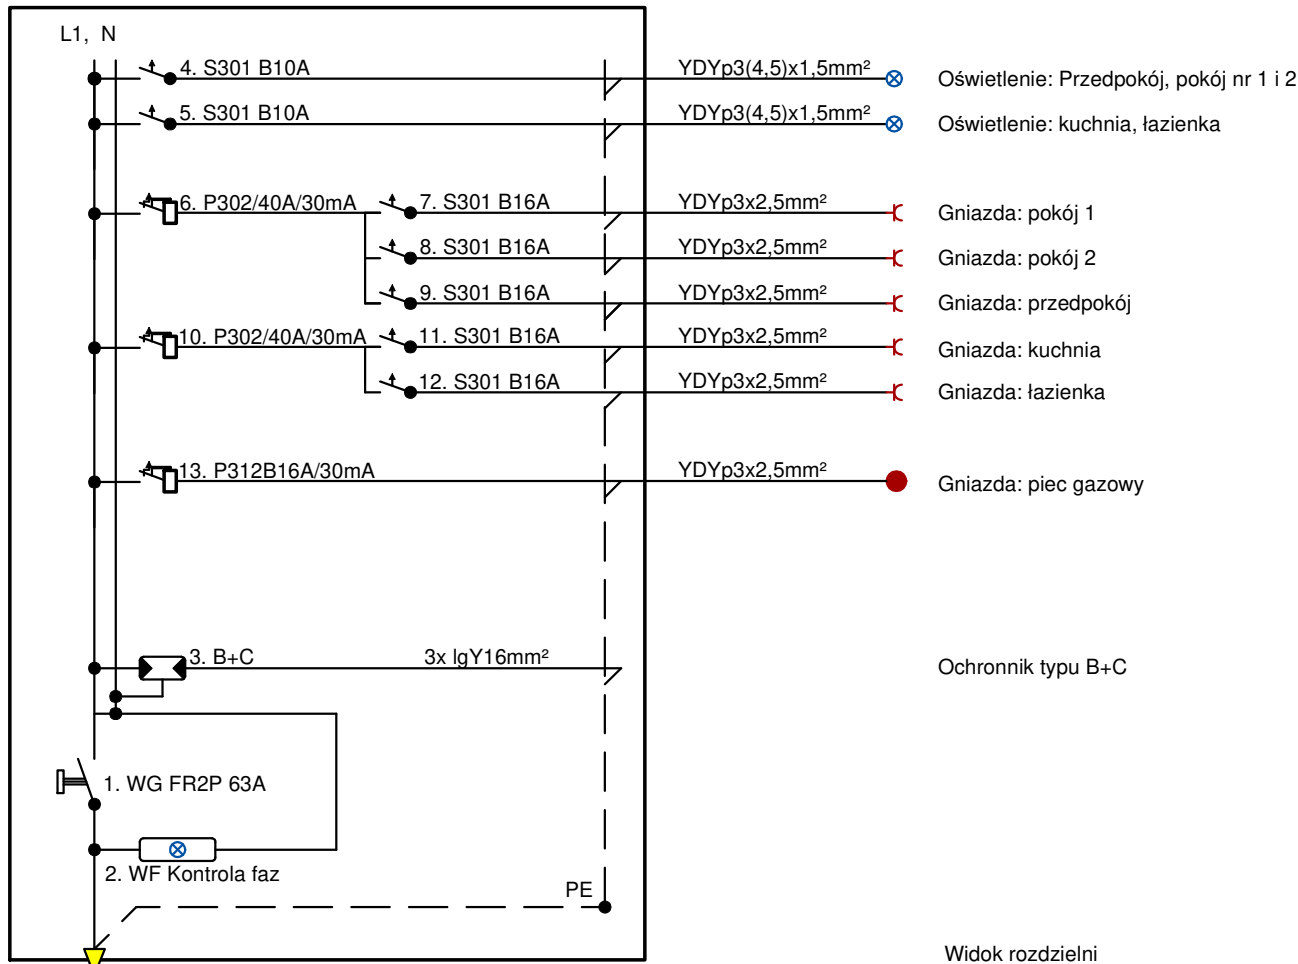 L1, N
4. S301 B10A YDYp3(4,5)x1,5mm² Oświetlenie: Przedpokój, pokój nr 1 i 2
5. S301 B10A YDYp3(4,5)x1,5mm² Oświetlenie: kuchnia, łazienka
6. P302/40A/30mA 7. S301 B16A YDYp3x2,5mm² Gniazda: pokój 1
8. S301 B16A YDYp3x2,5mm² Gniazda: pokój 2
9. S301 B16A YDYp3x2,5mm² Gniazda: przedpokój
10. P302/40A/30mA 11. S301 B16A YDYp3x2,5mm² Gniazda: kuchnia
12. S301 B16A YDYp3x2,5mm² Gniazda: łazienka
13. P312B16A/30mA YDYp3x2,5mm² Gniazda: piec gazowy
3. B+C 3x lgY16mm² Ochronnik typu B+C
1. WG FR2P 63A
2. WF Kontrola faz
PE
Widok rozdzielni